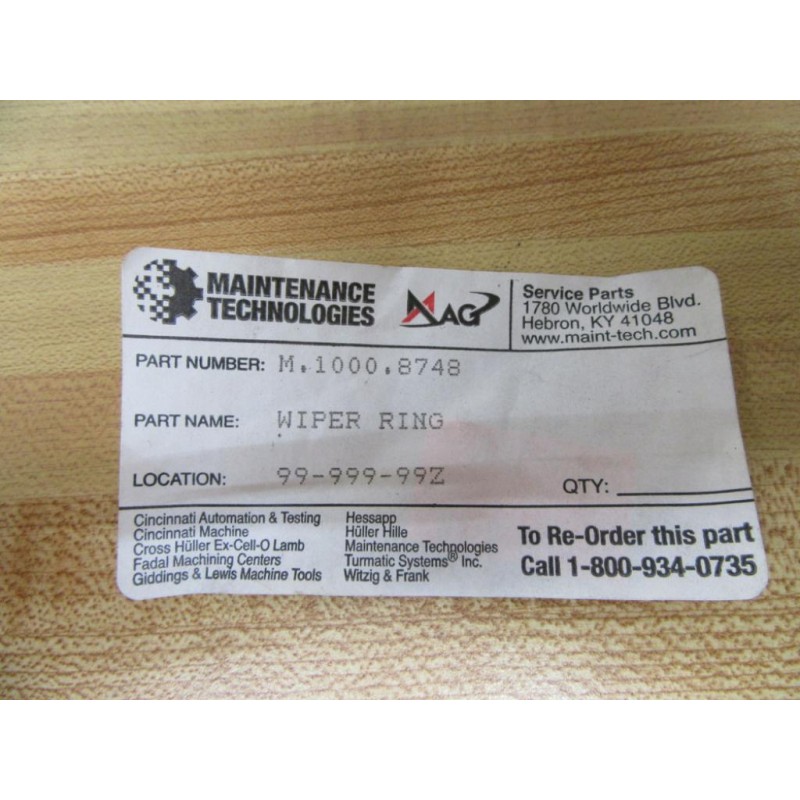 MAINTENANCE
TECHNOLOGIES
MAG
Service Parts
1780 Worldwide Blvd.
Hebron, KY 41048
www.maint-tech.com
PART NUMBER: M.1000.8748
PART NAME: WIPER RING
LOCATION: 99-999-99Z
QTY:
Cincinnati Automation & Testing
Cincinnati Machine
Cross Hüller Ex-Cell-O Lamb
Fadal Machining Centers
Giddings & Lewis Machine Tools
Hessapp
Hüller Hille
Maintenance Technologies
Turmatic Systems® Inc.
Witzig & Frank
To Re-Order this part
Call 1-800-934-0735